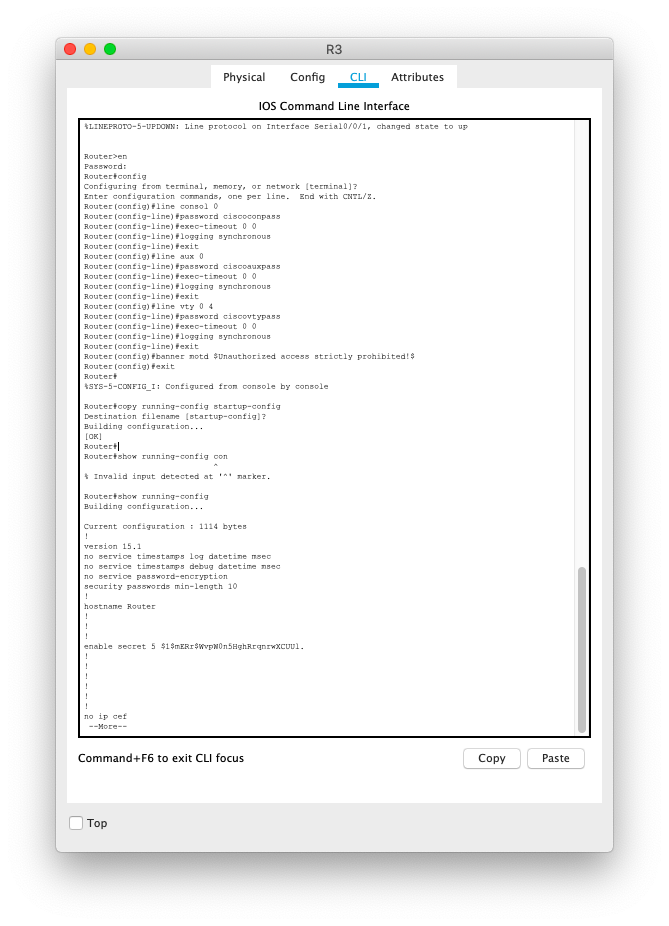 R3
Physical Config CLI Attributes
IOS Command Line Interface
%LINEPROTO-5-UPDOWN: Line protocol on Interface Serial0/0/1, changed state to up
Router>en
Password:
Router#config
Configuring from terminal, memory, or network [terminal]?
Enter configuration commands, one per line.  End with CNTL/Z.
Router(config)#line consol 0
Router(config-line)#password ciscoconpass
Router(config-line)#exec-timeout 0 0
Router(config-line)#logging synchronous
Router(config-line)#exit
Router(config)#line aux 0
Router(config-line)#password ciscoauxpass
Router(config-line)#exec-timeout 0 0
Router(config-line)#logging synchronous
Router(config-line)#exit
Router(config)#line vty 0 4
Router(config-line)#password ciscovtypass
Router(config-line)#exec-timeout 0 0
Router(config-line)#logging synchronous
Router(config-line)#exit
Router(config)#banner motd $Unauthorized access strictly prohibited!$
Router(config)#exit
Router#
%SYS-5-CONFIG_I: Configured from console by console
Router#copy running-config startup-config
Destination filename [startup-config]?
Building configuration...
[OK]
Router#
Router#show running-config con
^
% Invalid input detected at '^' marker.
Router#show running-config
Building configuration...
Current configuration : 1114 bytes
!
version 15.1
no service timestamps log datetime msec
no service timestamps debug datetime msec
no service password-encryption
security passwords min-length 10
!
hostname Router
!
!
!
enable secret 5 $1$mERr$WvpW0n5HghRrqnrwXCUUl.
!
!
!
!
!
!
no ip cef
--More--
Command+F6 to exit CLI focus
Copy Paste
Top